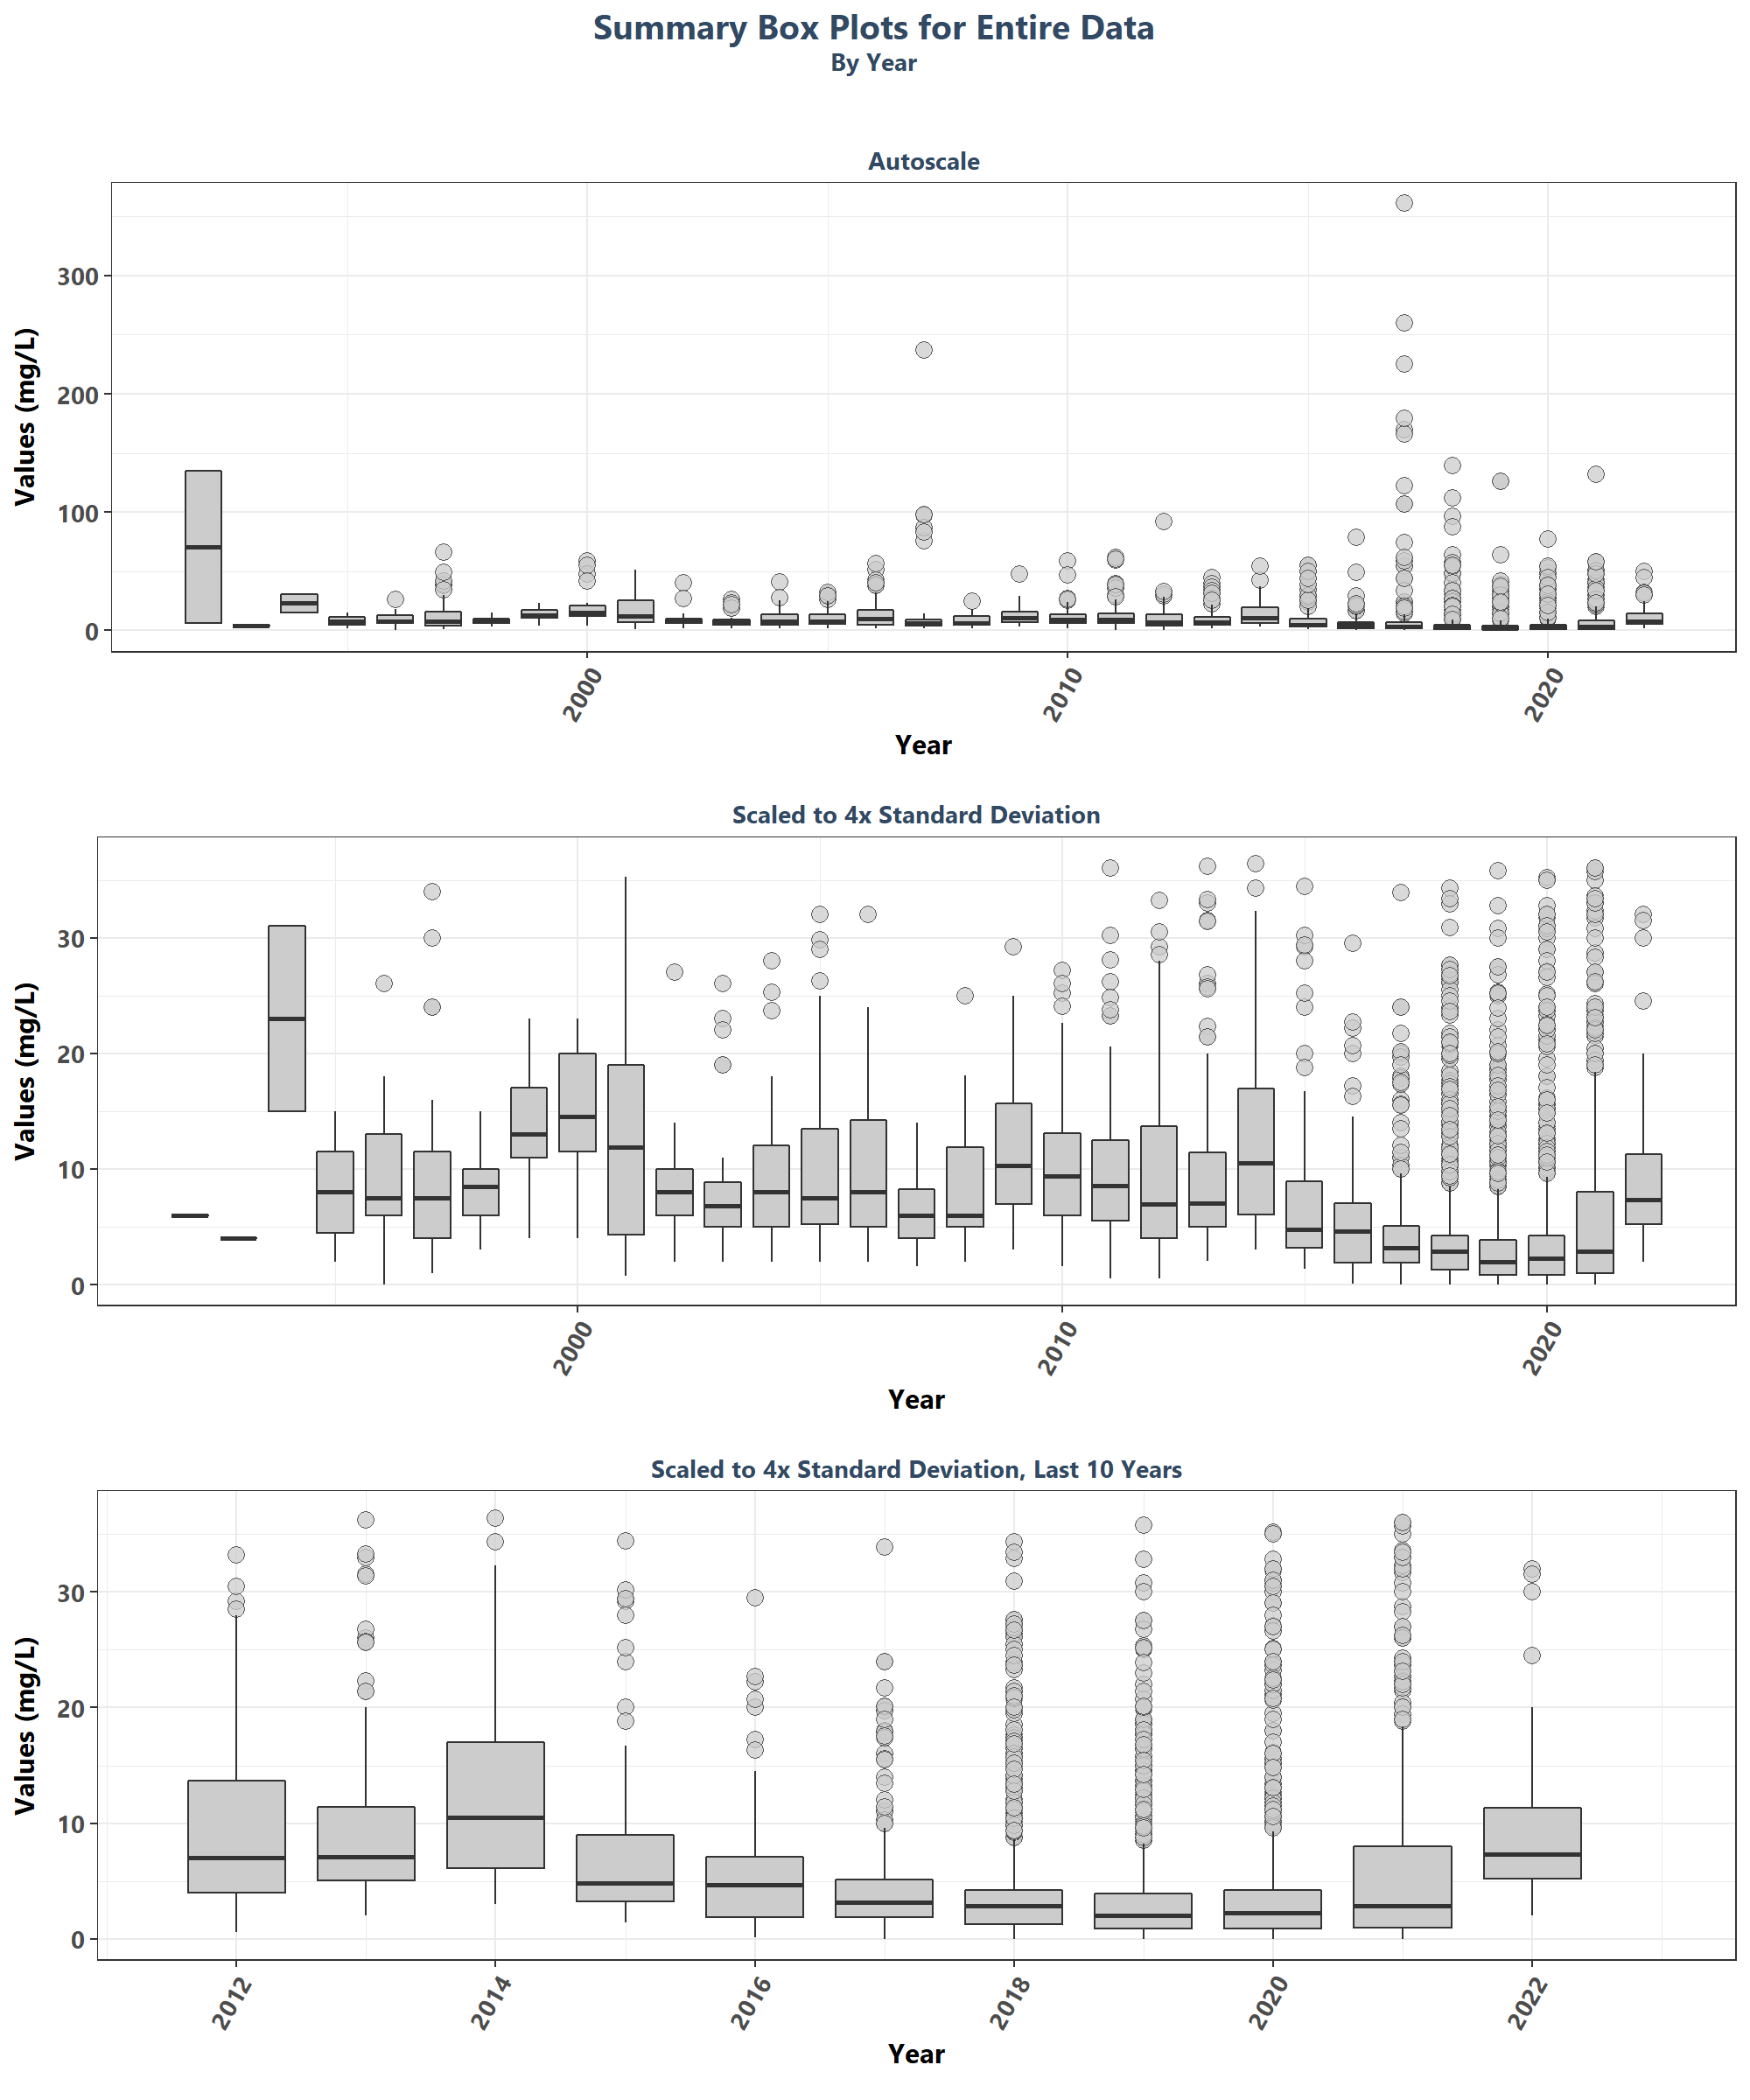 Summary Box Plots for Entire Data
By Year
Autoscale
Values (mg/L)
300
200
100
0
2000
2010
2020
Year
Scaled to 4x Standard Deviation
Values (mg/L)
30
20
10
0
2000
2010
2020
Year
Scaled to 4x Standard Deviation, Last 10 Years
Values (mg/L)
30
20
10
0
2012
2014
2016
2018
2020
2022
Year